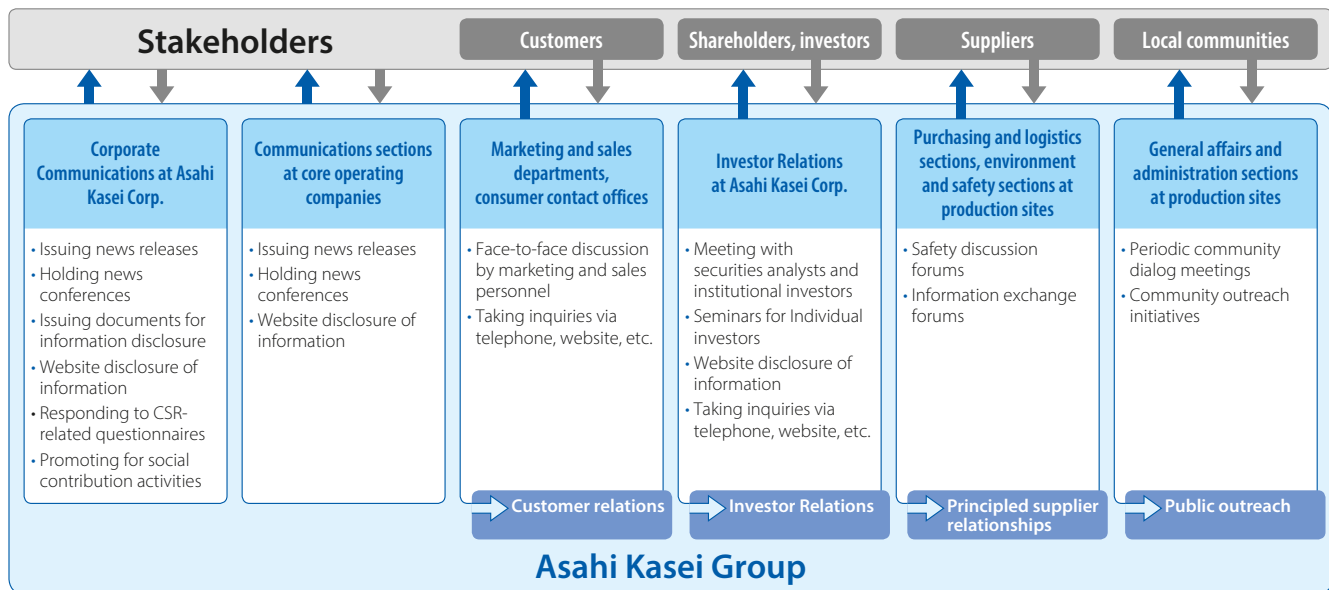 Stakeholders
Customers
Shareholders, investors
Suppliers
Local communities
Corporate
Communications at Asahi
Kasei Corp.
• Issuing news releases
• Holding news
conferences
• Issuing documents for
information disclosure
• Website disclosure of
information
• Responding to CSR-
related questionnaires
• Promoting for social
contribution activities
Communications sections
at core operating
companies
• Issuing news releases
• Holding news
conferences
• Website disclosure of
information
Marketing and sales
departments,
consumer contact offices
• Face-to-face discussion
by marketing and sales
personnel
• Taking inquiries via
telephone, website, etc.
Customer relations
Investor Relations
at Asahi Kasei Corp.
• Meeting with
securities analysts and
institutional investors
• Seminars for Individual
investors
• Website disclosure of
information
• Taking inquiries via
telephone, website, etc.
Investor Relations
Purchasing and logistics
sections, environment
and safety sections at
production sites
• Safety discussion
forums
• Information exchange
forums
Principled supplier
relationships
General affairs and
administration sections
at production sites
• Periodic community
dialog meetings
• Community outreach
initiatives
Public outreach
Asahi Kasei Group